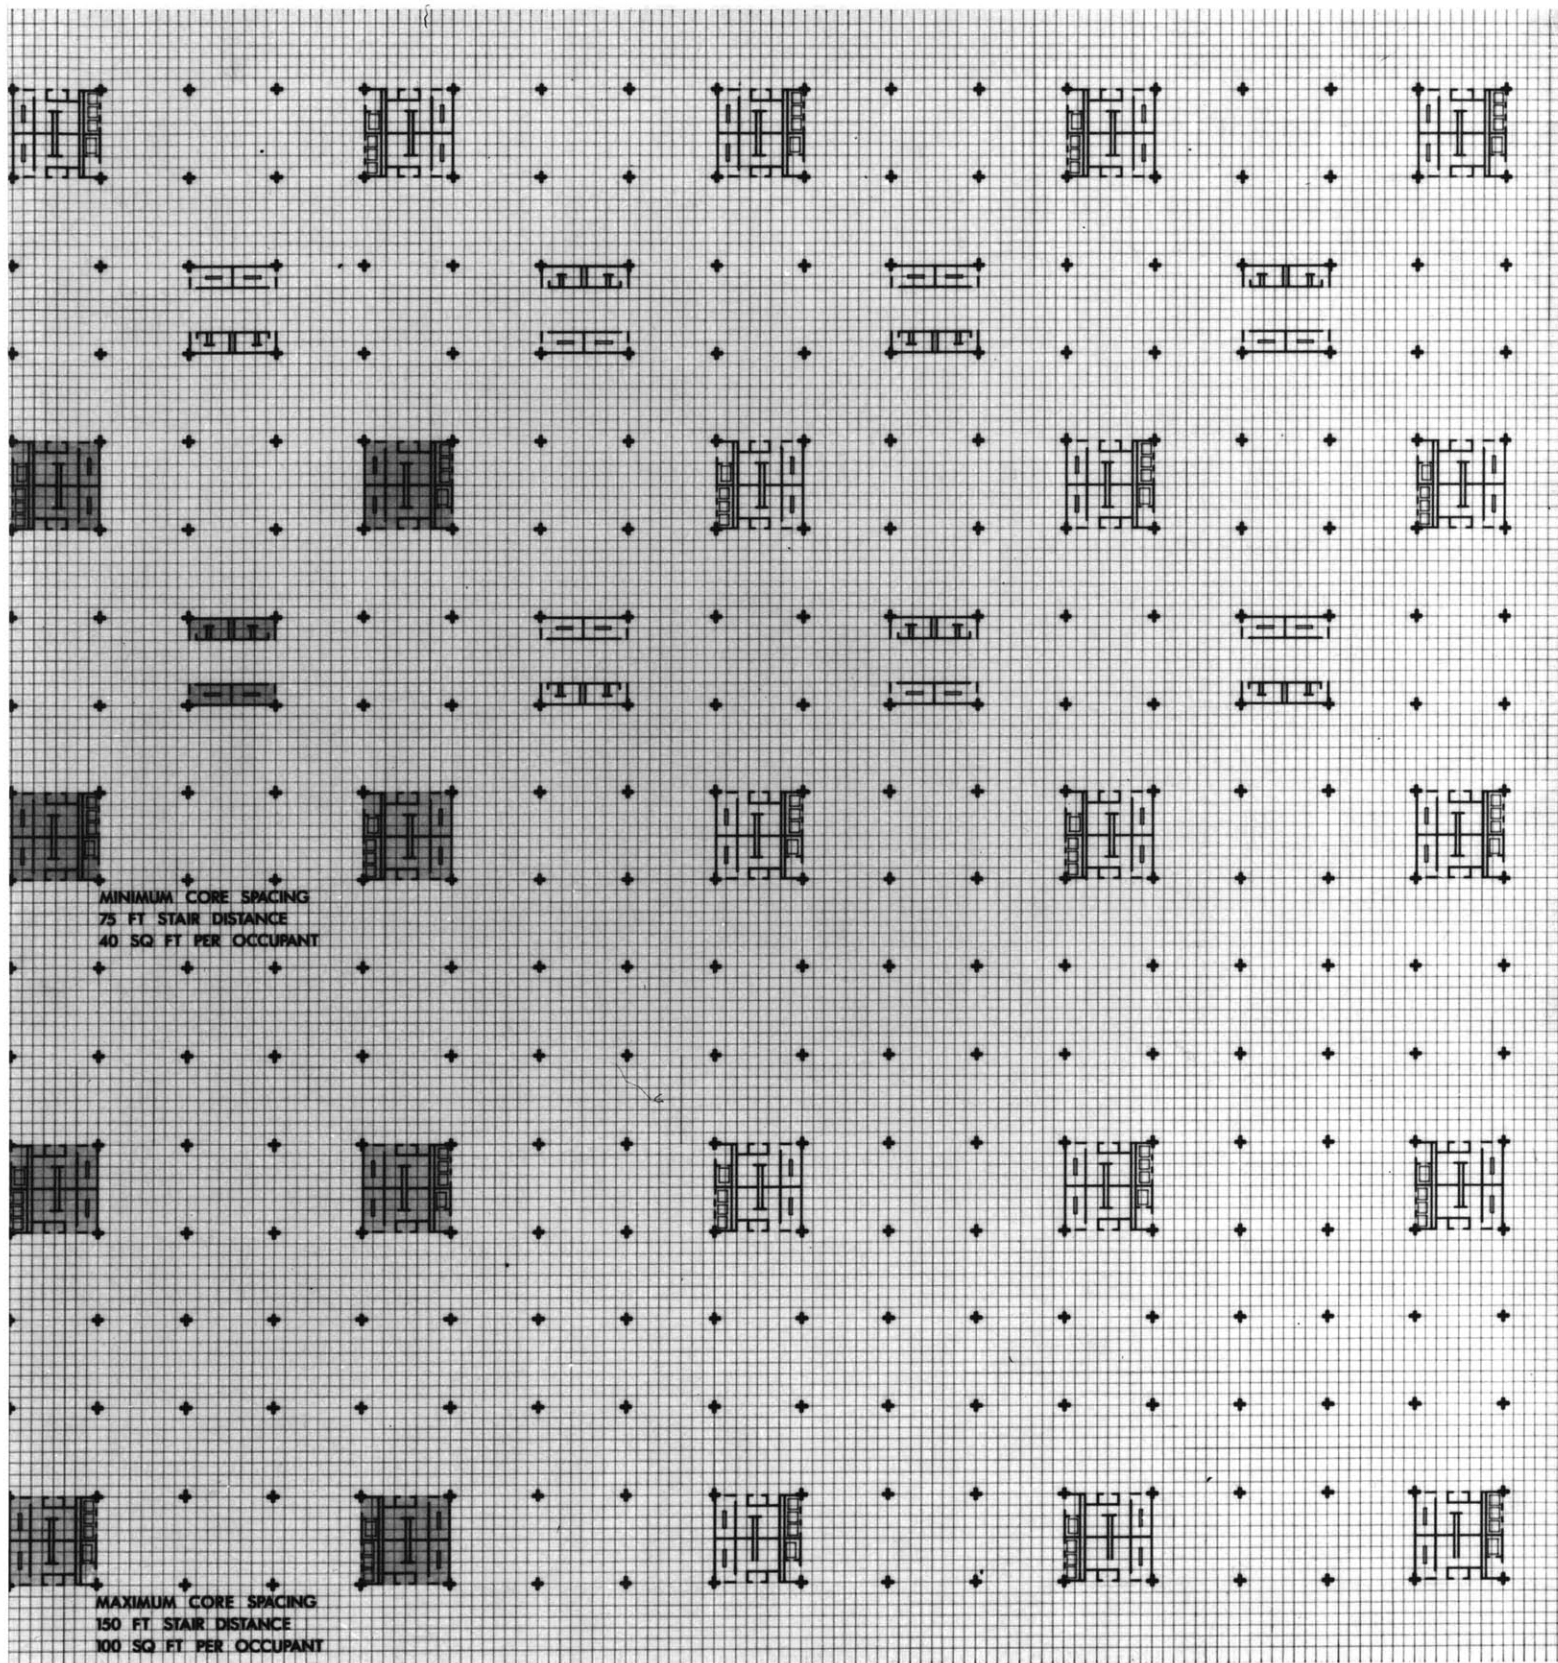 MINIMUM CORE SPACING
75 FT STAIR DISTANCE
40 SQ FT PER OCCUPANT
MAXIMUM CORE SPACING
150 FT STAIR DISTANCE
100 SQ FT PER OCCUPANT